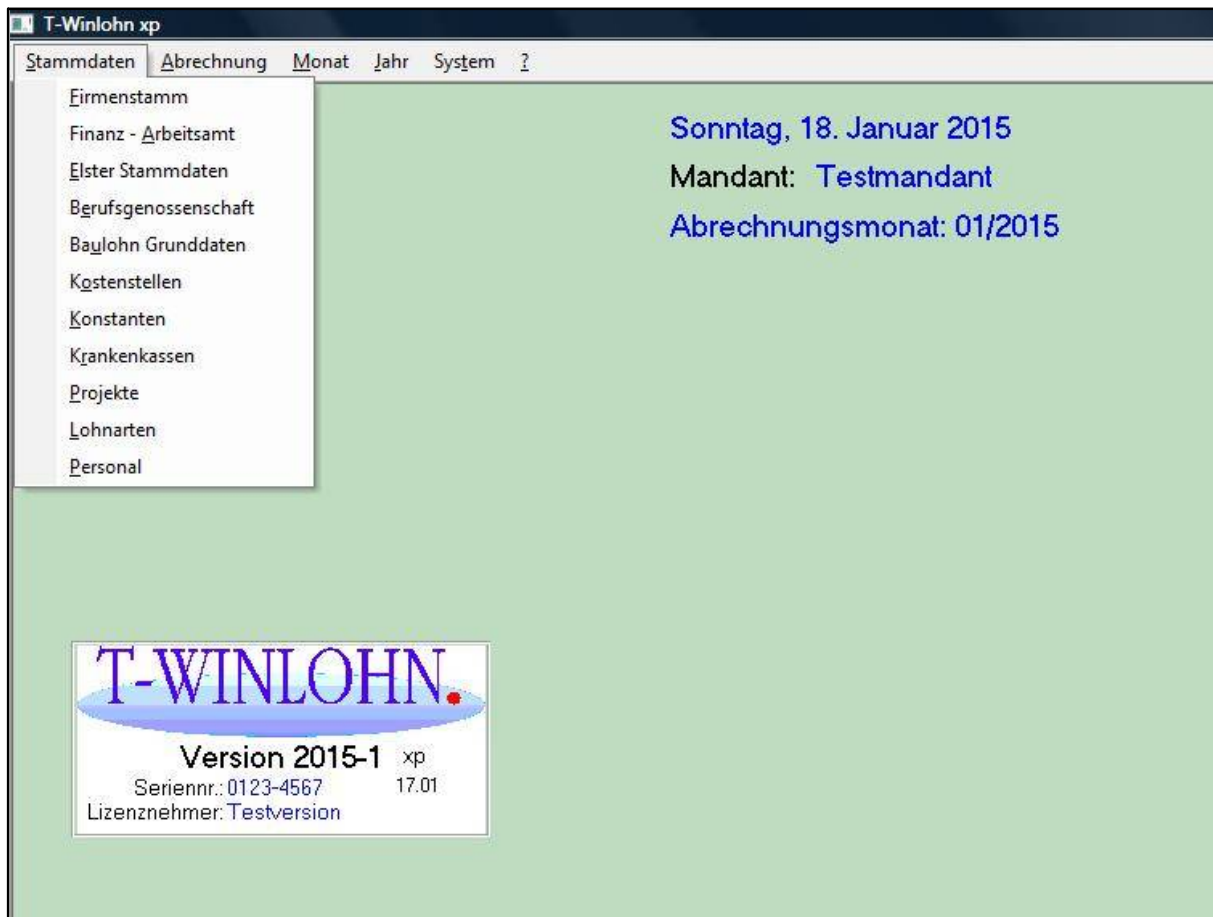 T-Winlohn xp
Stammdaten Abrechnung Monat Jahr System ?
Firmenstamm
Finanz - Arbeitsamt
Elster Stammdaten
Berufsgenossenschaft
Baulohn Grunddaten
Kostenstellen
Konstanten
Krankenkassen
Projekte
Lohnarten
Personal
Sonntag, 18. Januar 2015
Mandant: Testmandant
Abrechnungsmonat: 01/2015
T-WINLOHN.
Version 2015-1 xp
Seriennr.: 0123-4567 17.01
Lizenznehmer: Testversion